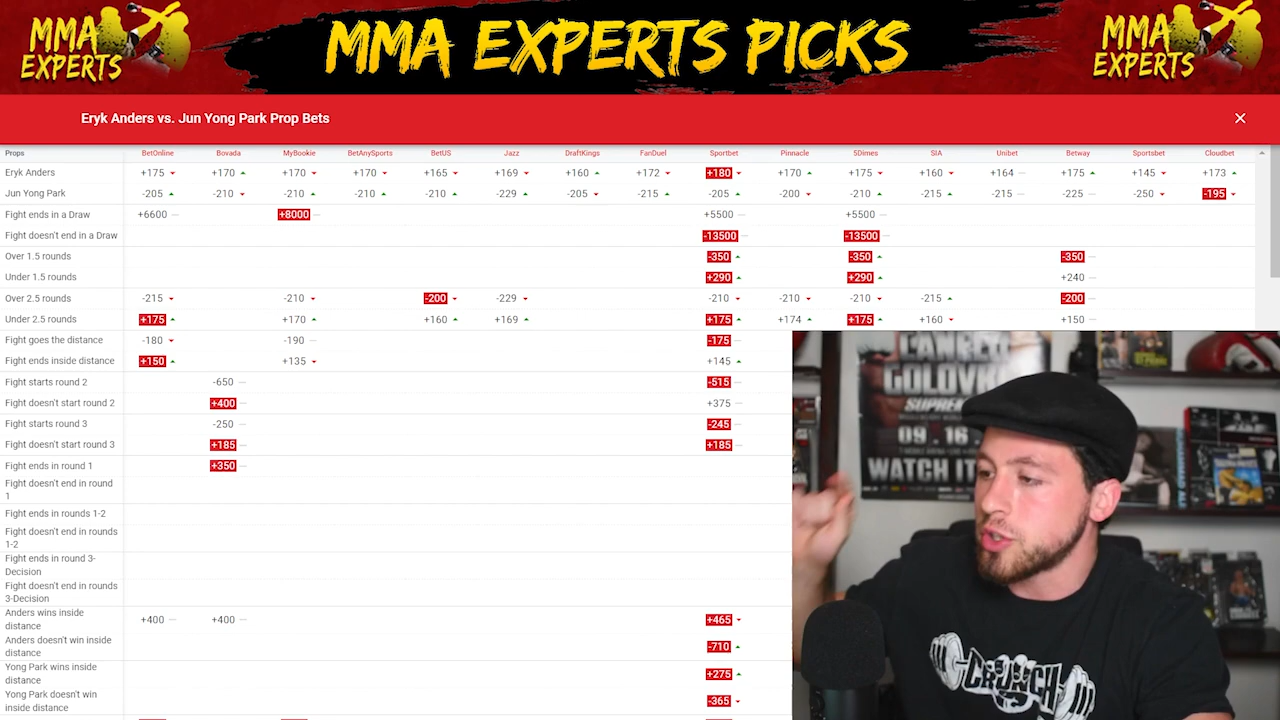 MMA
EXPERTS
MMA EXPERTS PICKS
MMA
EXPERTS
Eryk Anders vs. Jun Yong Park Prop Bets
Props BetOnline Bovada MyBookie BetAnySports BetUS Jazz DraftKings FanDuel Sportbet Pinnacle 5Dimes SIA Unibet Betway Sportsbet Cloudbet
Eryk Anders +175 +170 +170 +170 +165 +169 +160 +172 +180 +170 +175 +160 +164 +175 +145 +173
Jun Yong Park -205 -210 -210 -210 -210 -229 -205 -215 -205 -200 -210 -215 -215 -225 -250 -195
Fight ends in a Draw +6600 +8000 +5500 +5500
Fight doesn't end in a Draw -13500 -13500
Over 1.5 rounds -350 -350 -350
Under 1.5 rounds +290 +290 +240
Over 2.5 rounds -215 -210 -200 -229 -210 -210 -210 -215 -200
Under 2.5 rounds +175 +170 +160 +169 +175 +174 +175 +160 +150
Fight goes the distance -180 -190 -175
Fight ends inside distance +150 +135 +145
Fight starts round 2 -650 -515
Fight doesn't start round 2 +400 +375
Fight starts round 3 -250 -245
Fight doesn't start round 3 +185 +185
Fight ends in round 1 +350
Fight doesn't end in round
1
Fight ends in rounds 1-2
Fight doesn't end in rounds
1-2
Fight ends in round 3-
Decision
Fight doesn't end in rounds
3-Decision
Anders wins inside
distance +400 +400 +465
Anders doesn't win inside
distance -710
Yong Park wins inside
distance +275
Yong Park doesn't win
inside distance -365
CANELO
GOLOVK
SUPREM
09.16
WATCH IT
CRUNCH